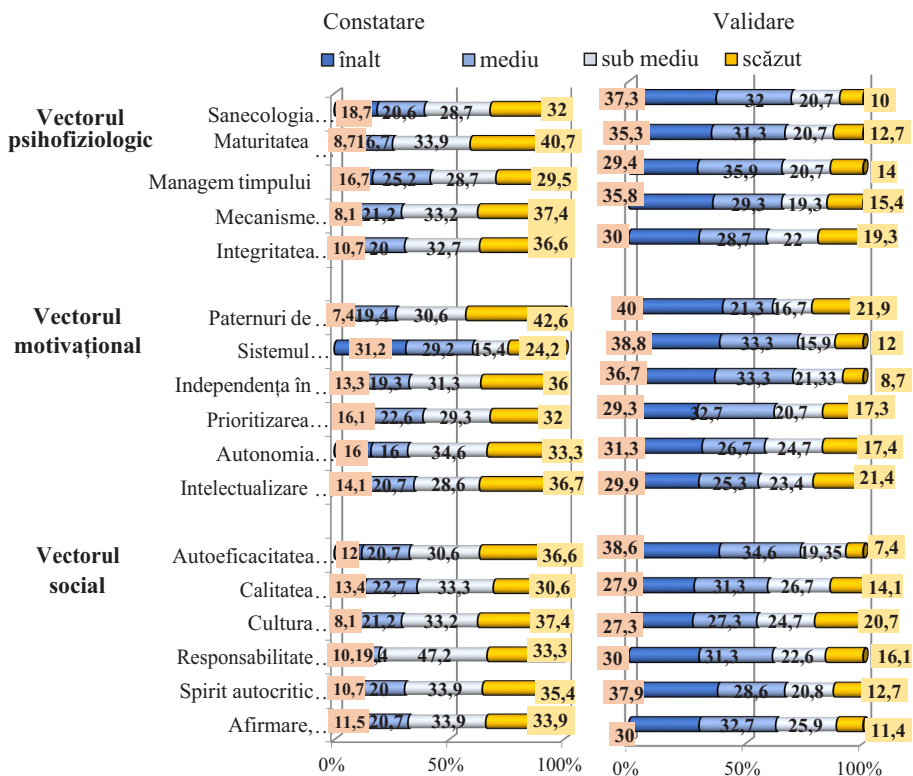 Constatare Validare
înalt mediu sub mediu scăzut
Vectorul psihofiziologic
Sanecologia 18,7 20,6 28,7 32 37,3 32 20,7 10
Maturitatea … 8,7 16,7 33,9 40,7 35,3 31,3 20,7 12,7
Managem timpului 16,7 25,2 28,7 29,5 29,4 35,9 20,7 14
Mecanisme… 8,1 21,2 33,2 37,4 35,8 29,3 19,3 15,4
Integritatea … 10,7 20 32,7 36,6 30 28,7 22 19,3
Vectorul motivațional
Paternuri de … 7,4 19,4 30,6 42,6 40 21,3 16,7 21,9
Sistemul… 31,2 29,2 15,4 24,2 38,8 33,3 15,9 12
Independența în … 13,3 19,3 31,3 36 36,7 33,3 21,33 8,7
Prioritizarea… 16,1 22,6 29,3 32 29,3 32,7 20,7 17,3
Autonomia … 16 16 34,6 33,3 31,3 26,7 24,7 17,4
Intelectualizare … 14,1 20,7 28,6 36,7 29,9 25,3 23,4 21,4
Vectorul social
Autoeficacitatea… 12 20,7 30,6 36,6 38,6 34,6 19,35 7,4
Calitatea … 13,4 22,7 33,3 30,6 27,9 31,3 26,7 14,1
Cultura … 8,1 21,2 33,2 37,4 27,3 27,3 24,7 20,7
Responsabilitate… 10,1 19,4 47,2 33,3 30 31,3 22,6 16,1
Spirit autocritic … 10,7 20 33,9 35,4 37,9 28,6 20,8 12,7
Afirmare,… 11,5 20,7 33,9 33,9 30 32,7 25,9 11,4
0% 50% 100% 0% 50% 100%